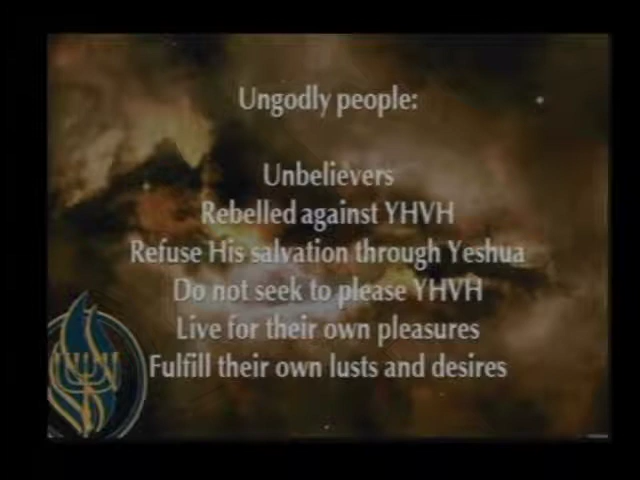 Ungodly people:
Unbelievers
Rebelled against YHVH
Refuse His salvation through Yeshua
Do not seek to please YHVH
Live for their own pleasures
Fulfill their own lusts and desires